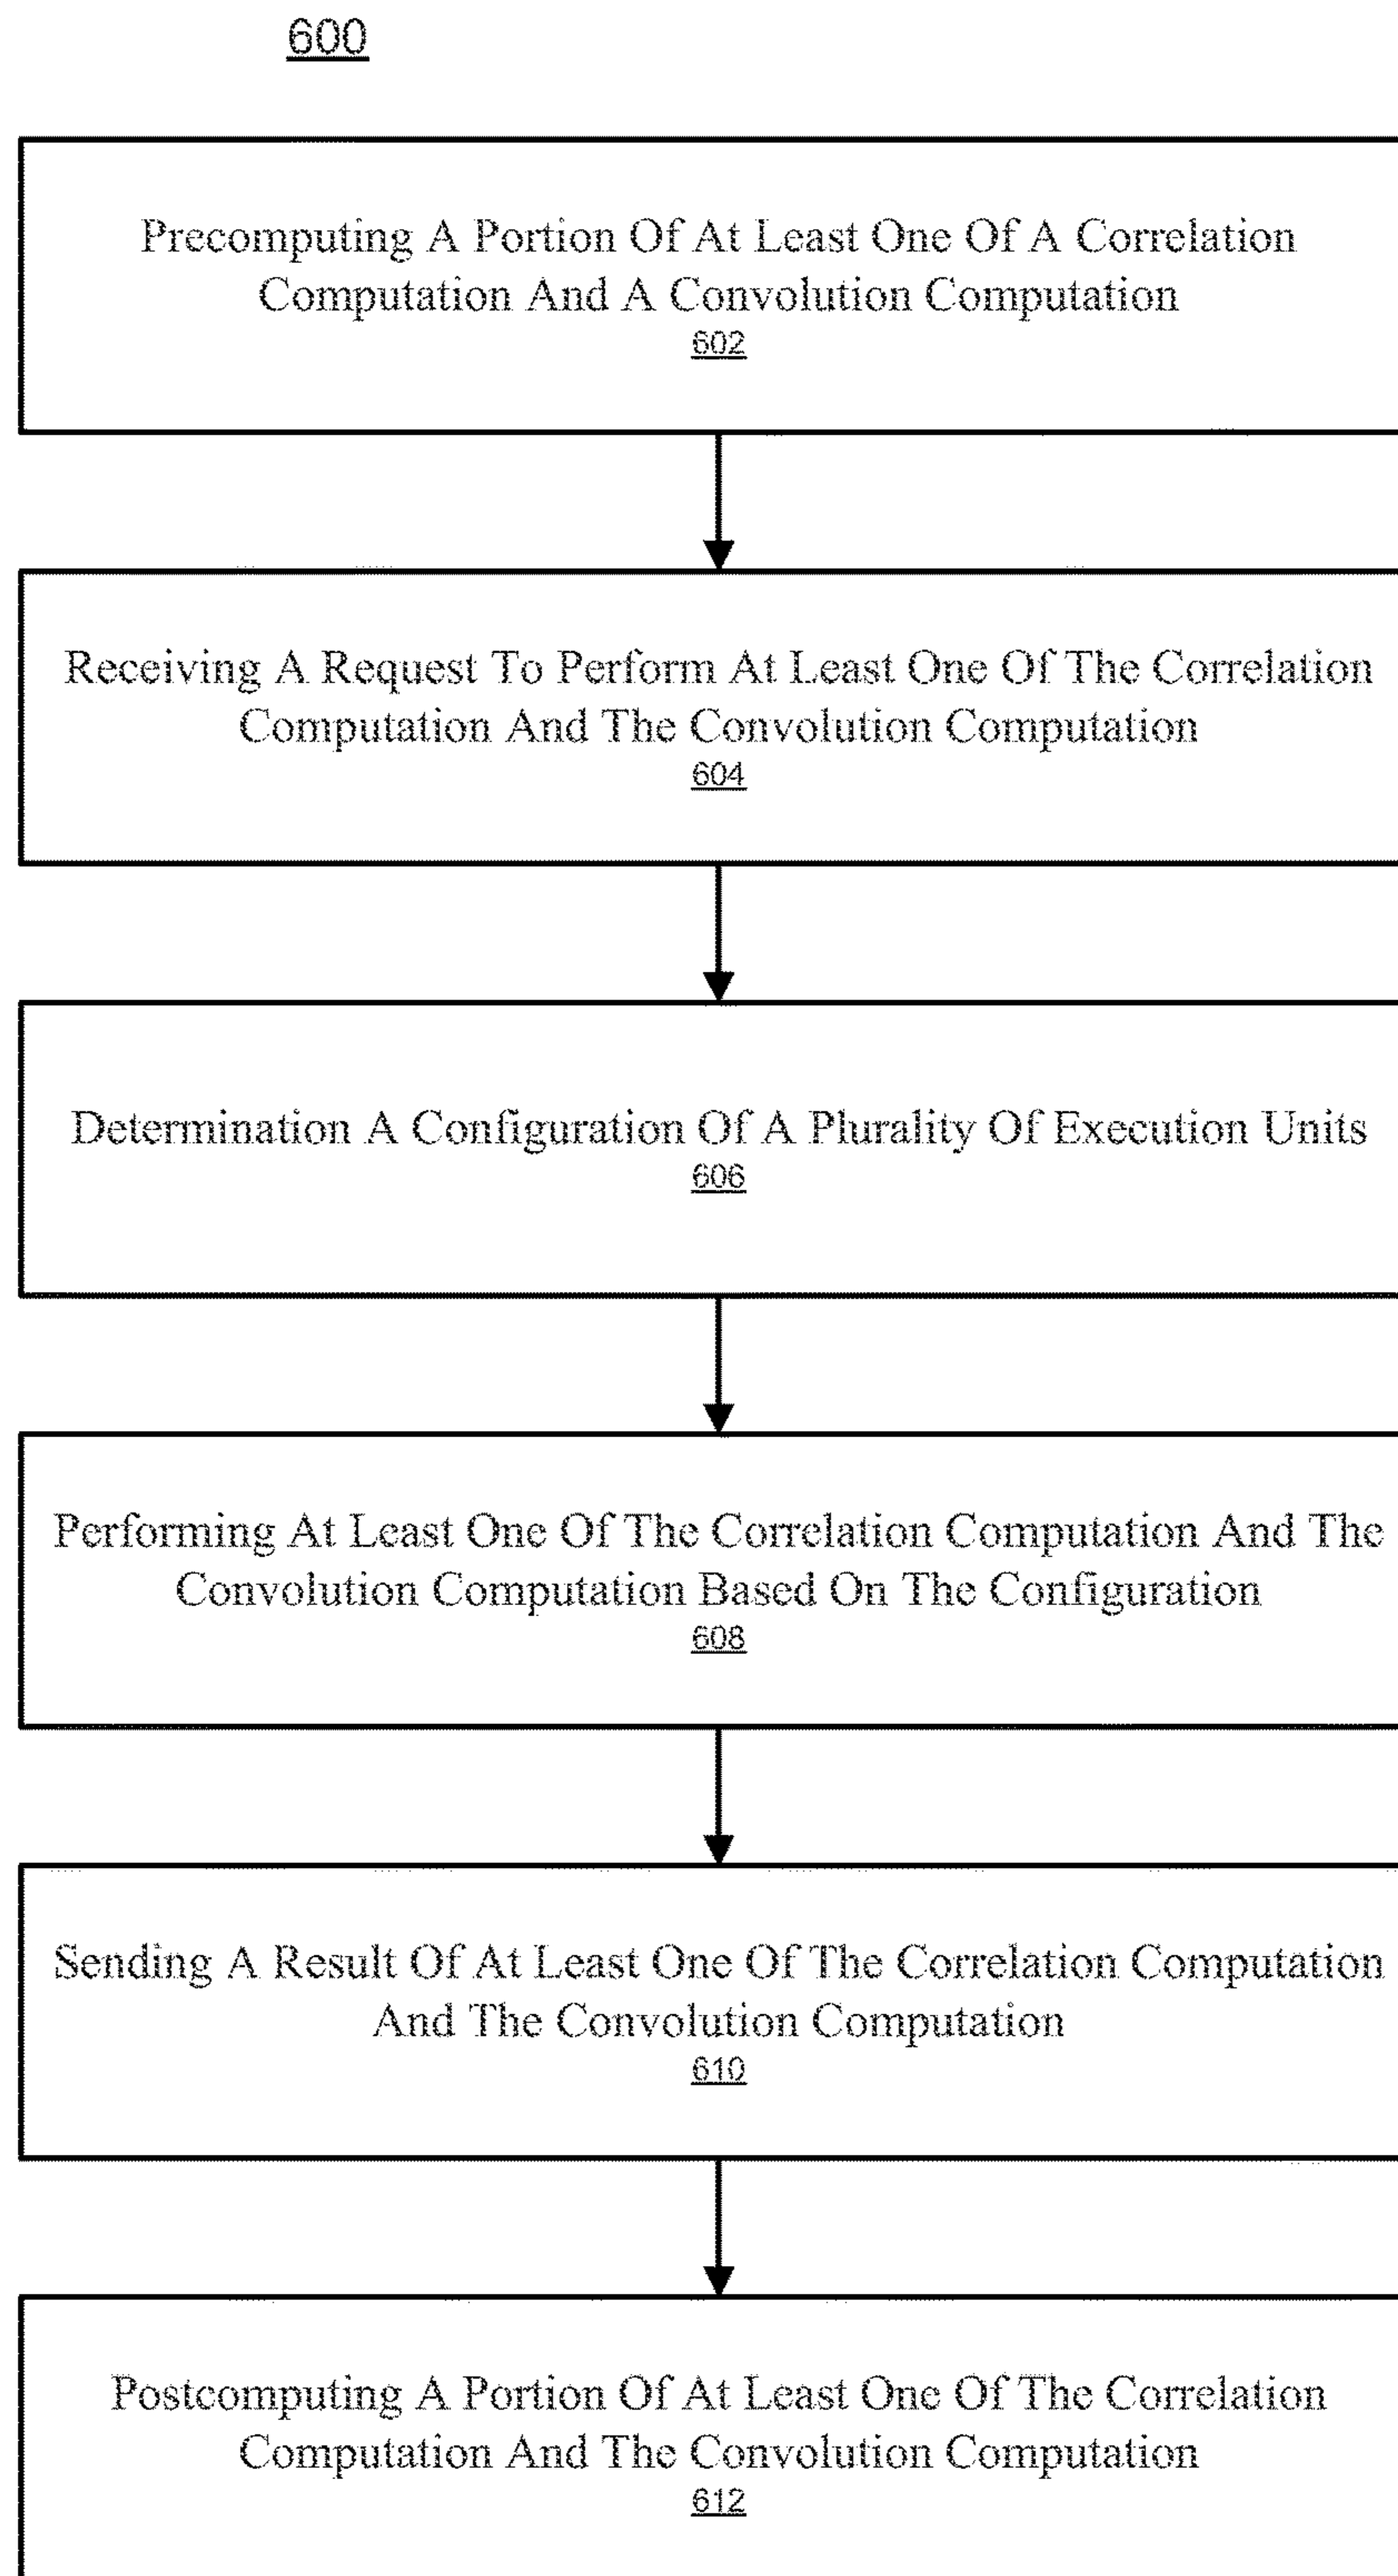 600
Precomputing A Portion Of At Least One Of A Correlation
Computation And A Convolution Computation
602
Receiving A Request To Perform At Least One Of The Correlation
Computation And The Convolution Computation
604
Determination A Configuration Of A Plurality Of Execution Units
606
Performing At Least One Of The Correlation Computation And The
Convolution Computation Based On The Configuration
608
Sending A Result Of At Least One Of The Correlation Computation
And The Convolution Computation
610
Postcomputing A Portion Of At Least One Of The Correlation
Computation And The Convolution Computation
612